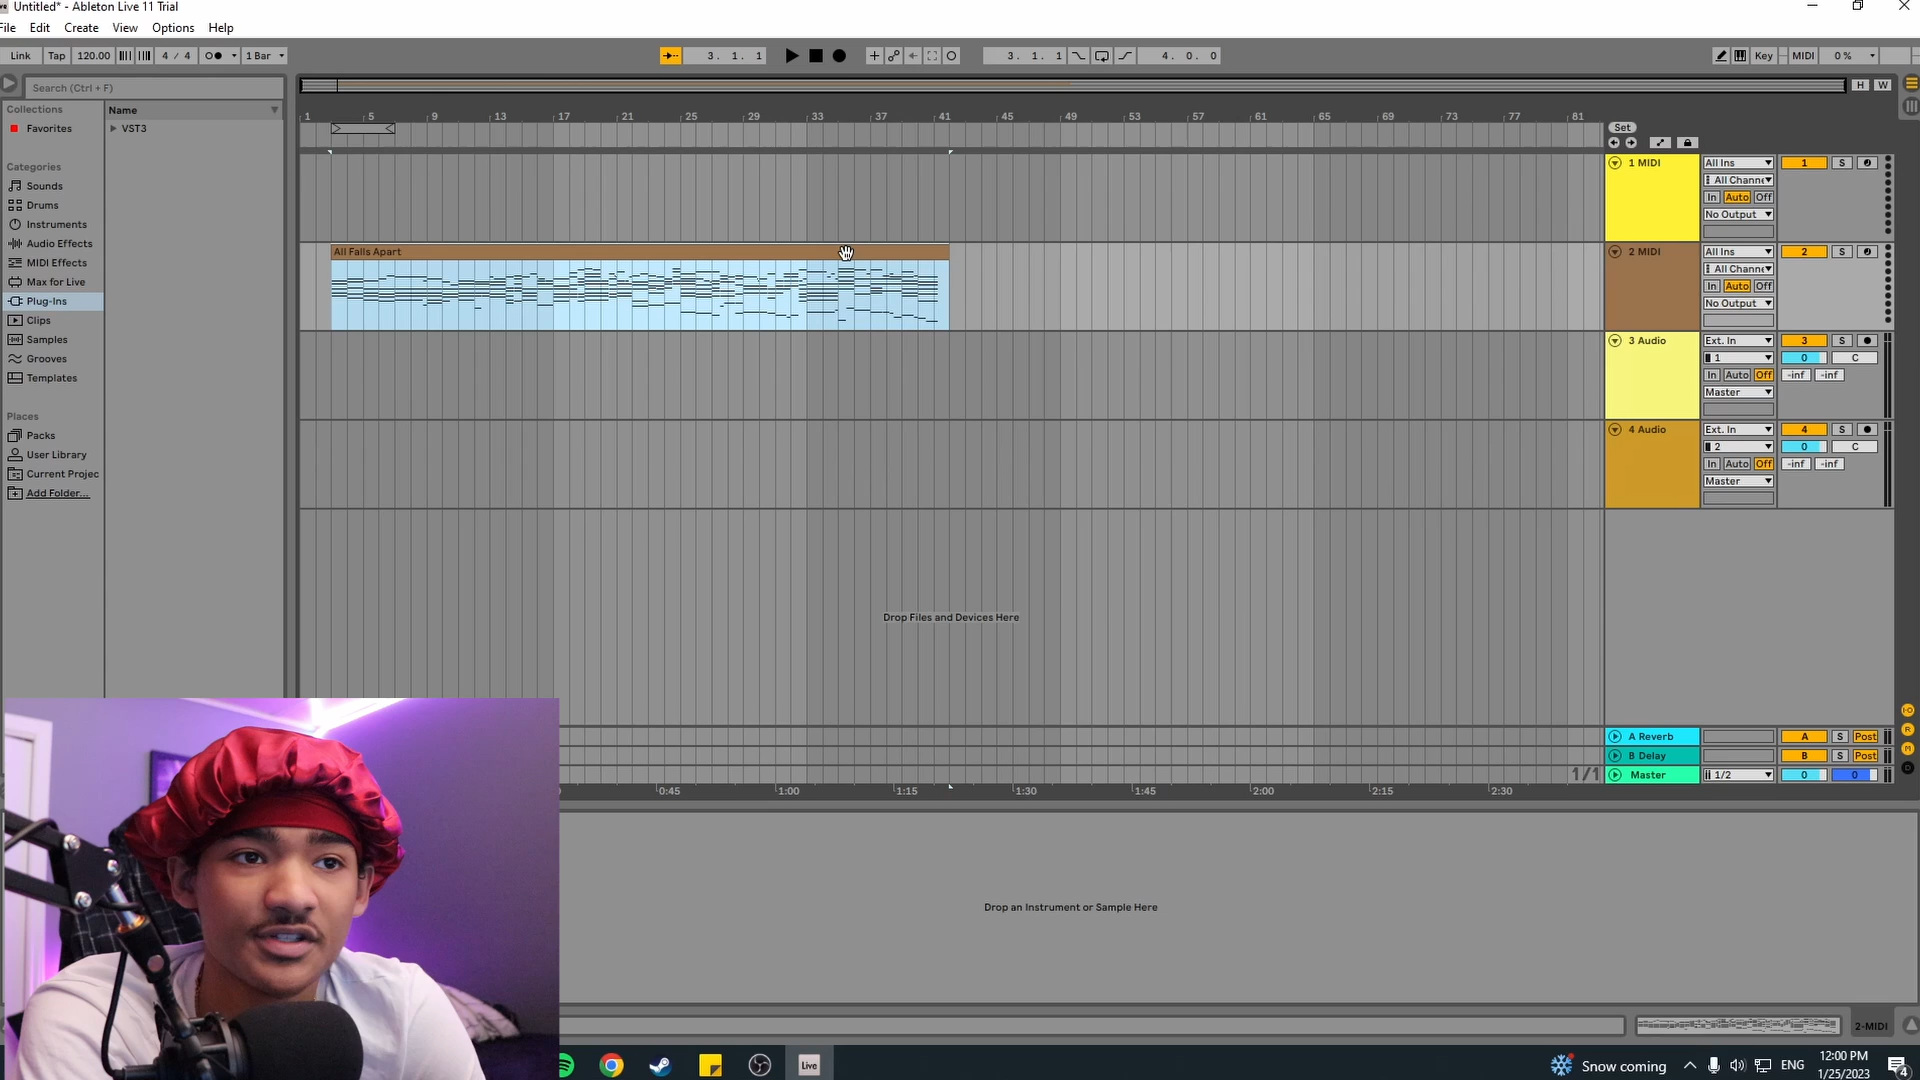 Untitled* - Ableton Live 11 Trial
File Edit Create View Options Help
Link Tap 120.00 4 / 4 1 Bar 3. 1. 1 3. 1. 1 4. 0. 0 Key MIDI 0 %
Search (Ctrl + F)
H W
Collections
Name
Favorites
VST3
1 5 9 13 17 21 25 29 33 37 41 45 49 53 57 61 65 69 73 77 81
Set
Categories
Sounds
Drums
Instruments
Audio Effects
MIDI Effects
Max for Live
Plug-Ins
Clips
Samples
Grooves
Templates
Places
Packs
User Library
Current Projec
Add Folder...
All Falls Apart
1 MIDI All Ins 1 S
All Channe
In Auto Off
No Output
2 MIDI All Ins 2 S
All Channe
In Auto Off
No Output
3 Audio Ext. In 3 S
1 0 C
In Auto Off -inf -inf
Master
4 Audio Ext. In 4 S
2 0 C
In Auto Off -inf -inf
Master
Drop Files and Devices Here
A Reverb A S Post
B Delay B S Post
Master 1/2 0 0
1/1
0:45 1:00 1:15 1:30 1:45 2:00 2:15 2:30
Drop an Instrument or Sample Here
2-MIDI
Live
Snow coming
ENG
12:00 PM
1/25/2023
4